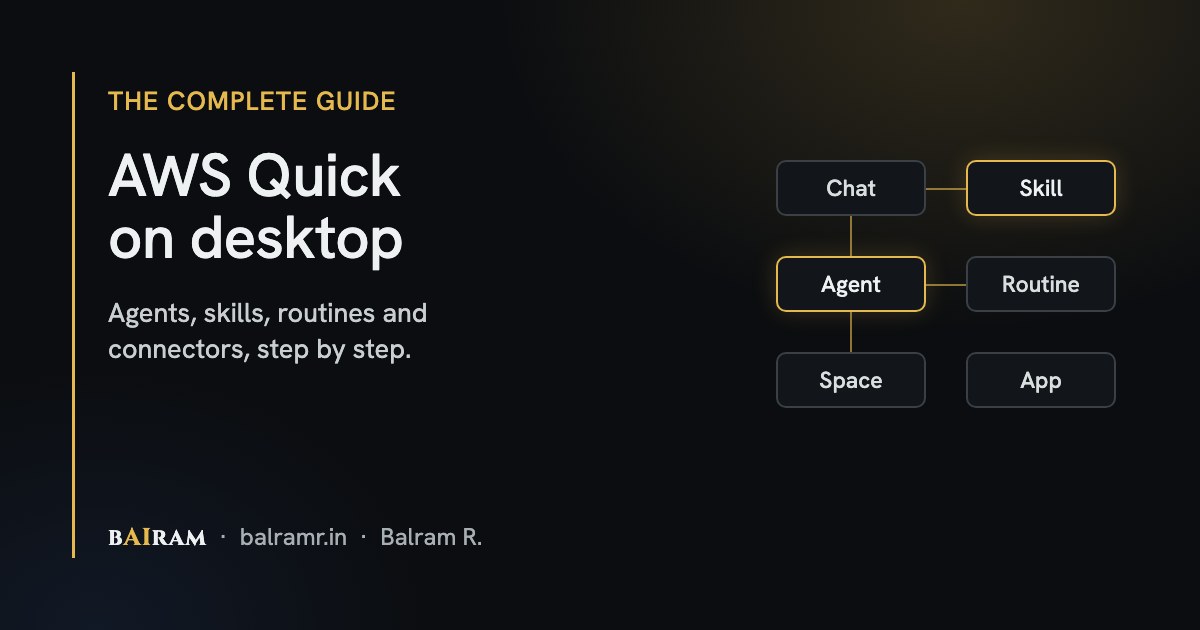 THE COMPLETE GUIDE
AWS Quick
on desktop
Agents, skills, routines and
connectors, step by step.
BAIRAM · balramr.in · Balram R.
Chat
Skill
Agent
Routine
Space
App